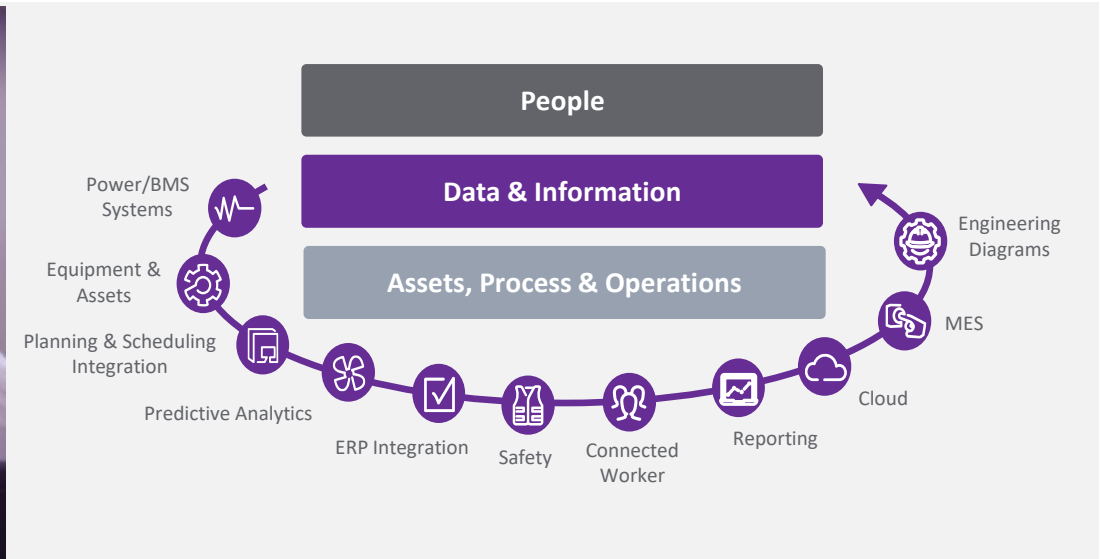 People
Data & Information
Assets, Process & Operations
Power/BMS
Systems
Equipment &
Assets
Planning & Scheduling
Integration
Predictive Analytics
ERP Integration
Safety
Connected
Worker
Reporting
Cloud
MES
Engineering
Diagrams